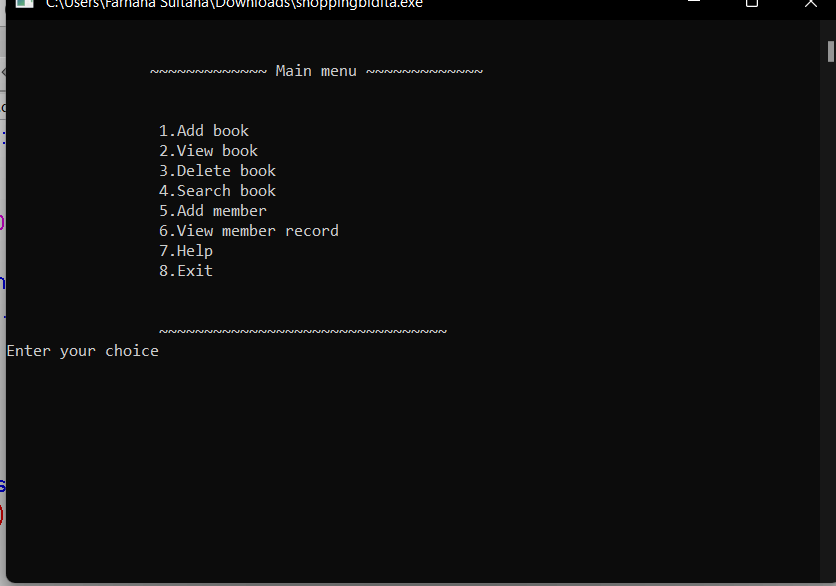 C:\Users\Farhana Sultana\Downloads\shoppingbidita.exe
~~~~~~~~~~~~~ Main menu ~~~~~~~~~~~~~
1.Add book
2.View book
3.Delete book
4.Search book
5.Add member
6.View member record
7.Help
8.Exit
~~~~~~~~~~~~~~~~~~~~~~~~~~~~~~~~
Enter your choice